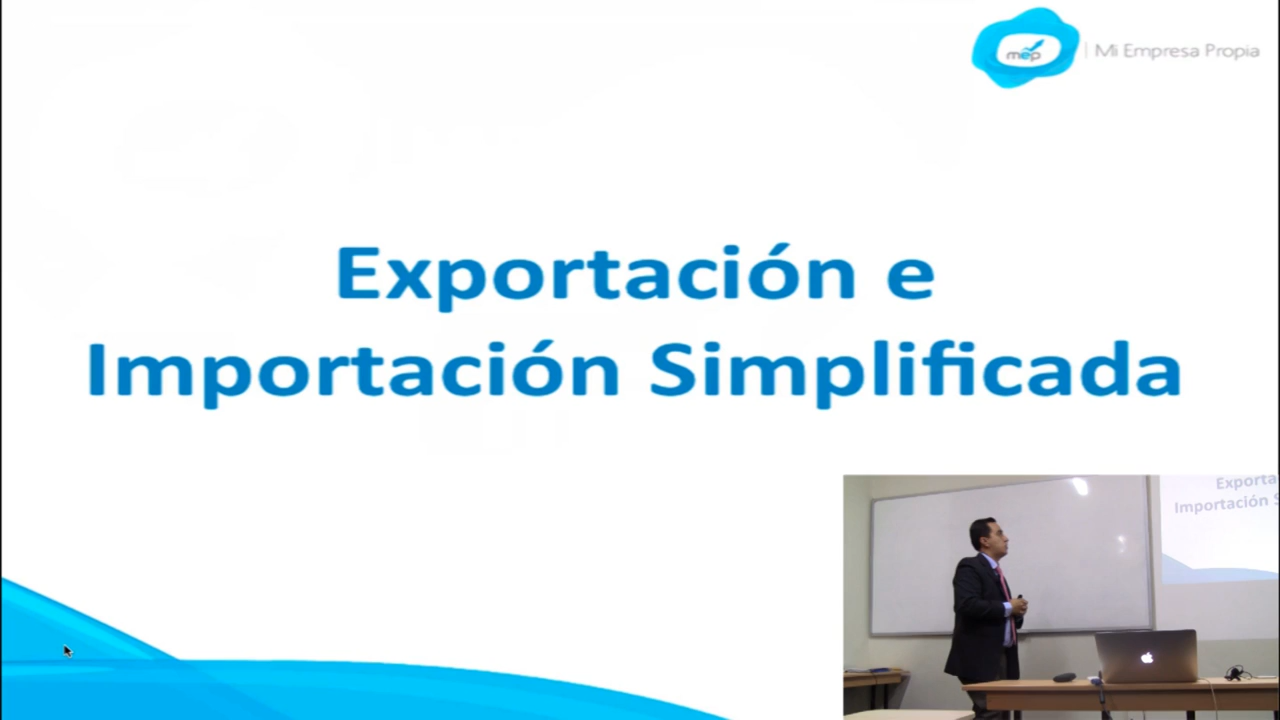 mep | Mi Empresa Propia
Exportación e
Importación Simplificada
Exporta
Importación S